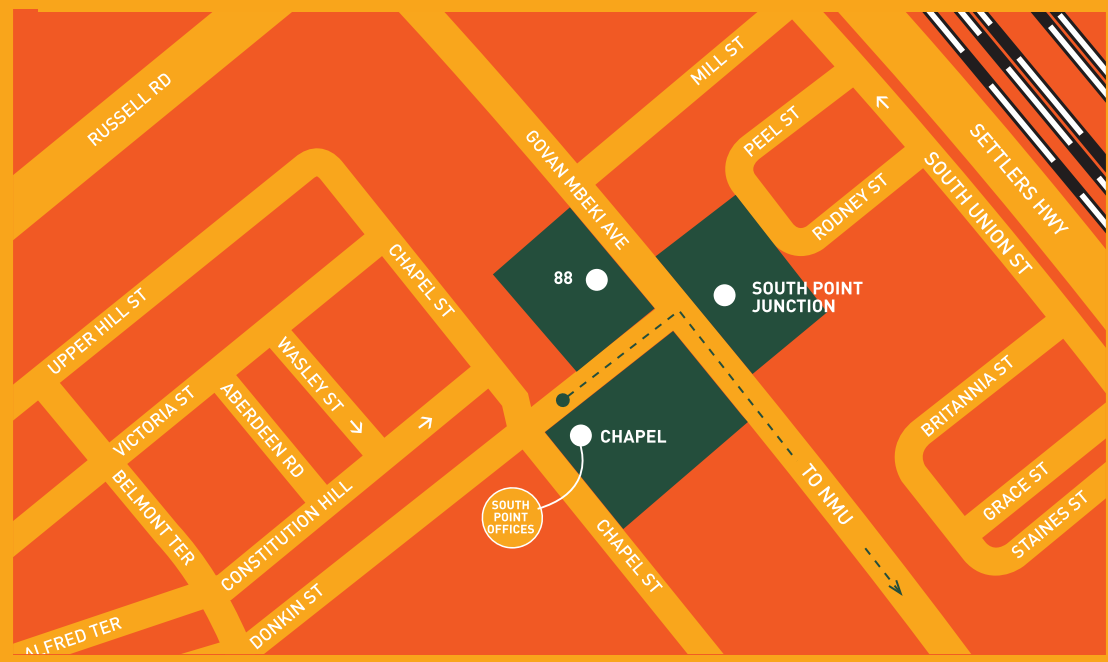 RUSSELL RD
MILL ST
GOVAN MBEKI AVE
PEEL ST
RODNEY ST
SETTLERS HWY
SOUTH UNION ST
UPPER HILL ST
CHAPEL ST
88
SOUTH POINT
JUNCTION
WASLEY ST
VICTORIA ST
ABERDEEN RD
BRITANNIA ST
CHAPEL
BELMONT TER
CONSTITUTION HILL
SOUTH
POINT
OFFICES
TO NMU
GRACE ST
STAINES ST
CHAPEL ST
DONKIN ST
ALFRED TER